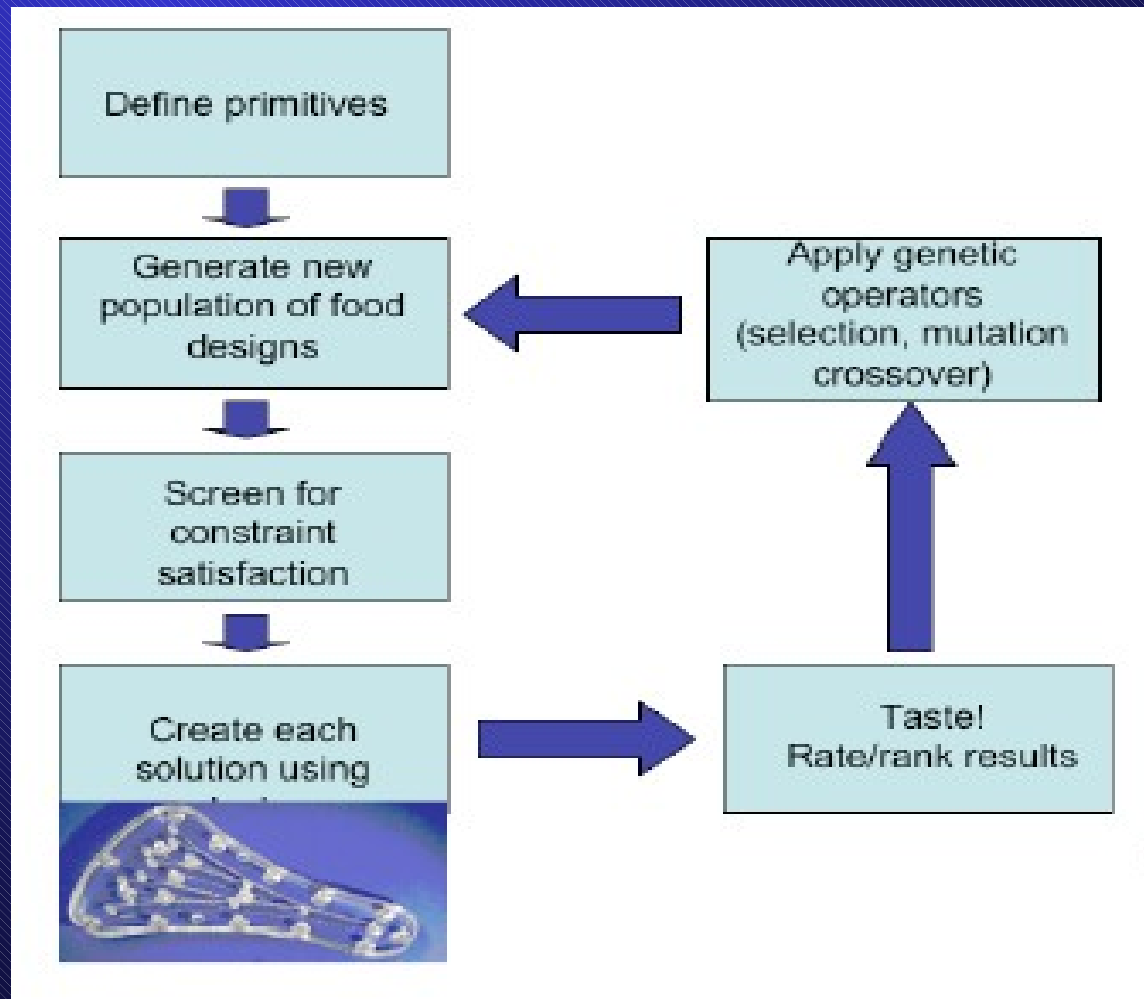 Define primitives
Generate new
population of food
designs
Screen for
constraint
satisfaction
Create each
solution using
Taste!
Rate/rank results
Apply genetic
operators
(selection, mutation
crossover)